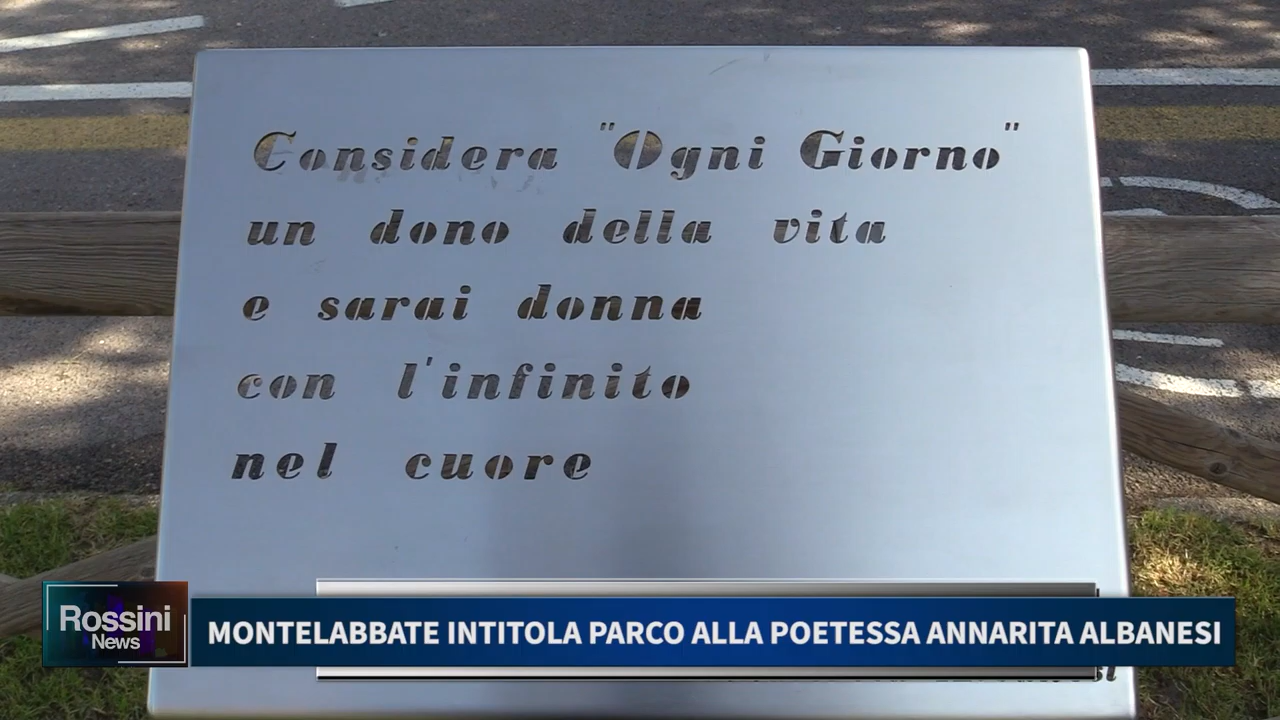 Considera "Ogni Giorno"
un dono della vita
e sarai donna
con l'infinito
nel cuore
Rossini
News
MONTELABBATE INTITOLA PARCO ALLA POETESSA ANNARITA ALBANESI